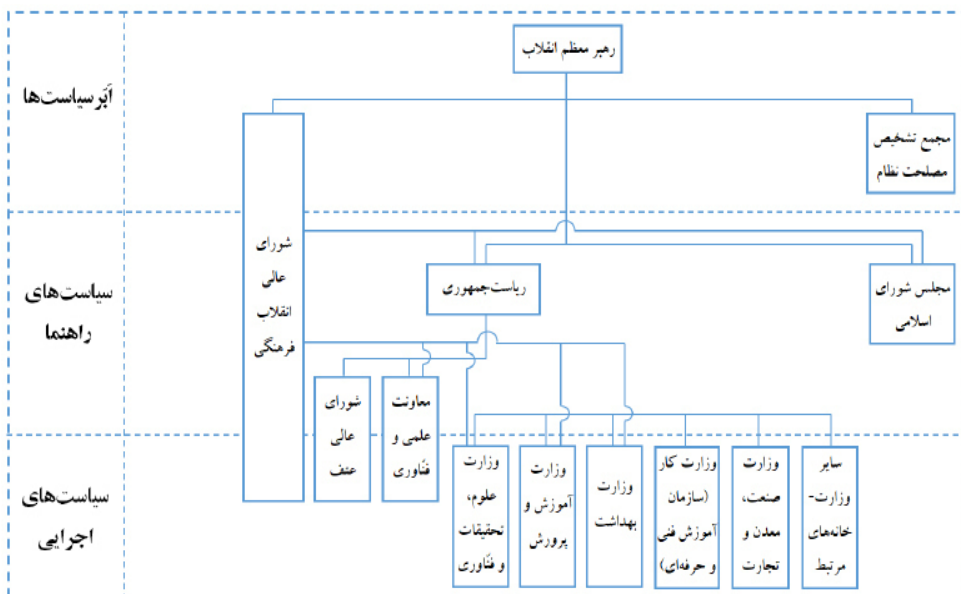 رهبر معظم انقلاب
اَبَر سیاست‌ها
مجمع تشخیص
مصلحت نظام
شورای
عالی
انقلاب
فرهنگی
سیاست‌های
راهنما
ریاست‌جمهوری
مجلس شورای
اسلامی
شورای
عالی
عتف
معاونت
علمی و
فنّاوری
سیاست‌های
اجرایی
وزارت
علوم،
تحقیقات
و فنّاوری
وزارت
آموزش و
پرورش
وزارت
بهداشت
وزارت کار
(سازمان
آموزش فنی
و حرفه‌ای)
وزارت
صنعت،
معدن و
تجارت
سایر
وزارت-
خانه‌های
مرتبط